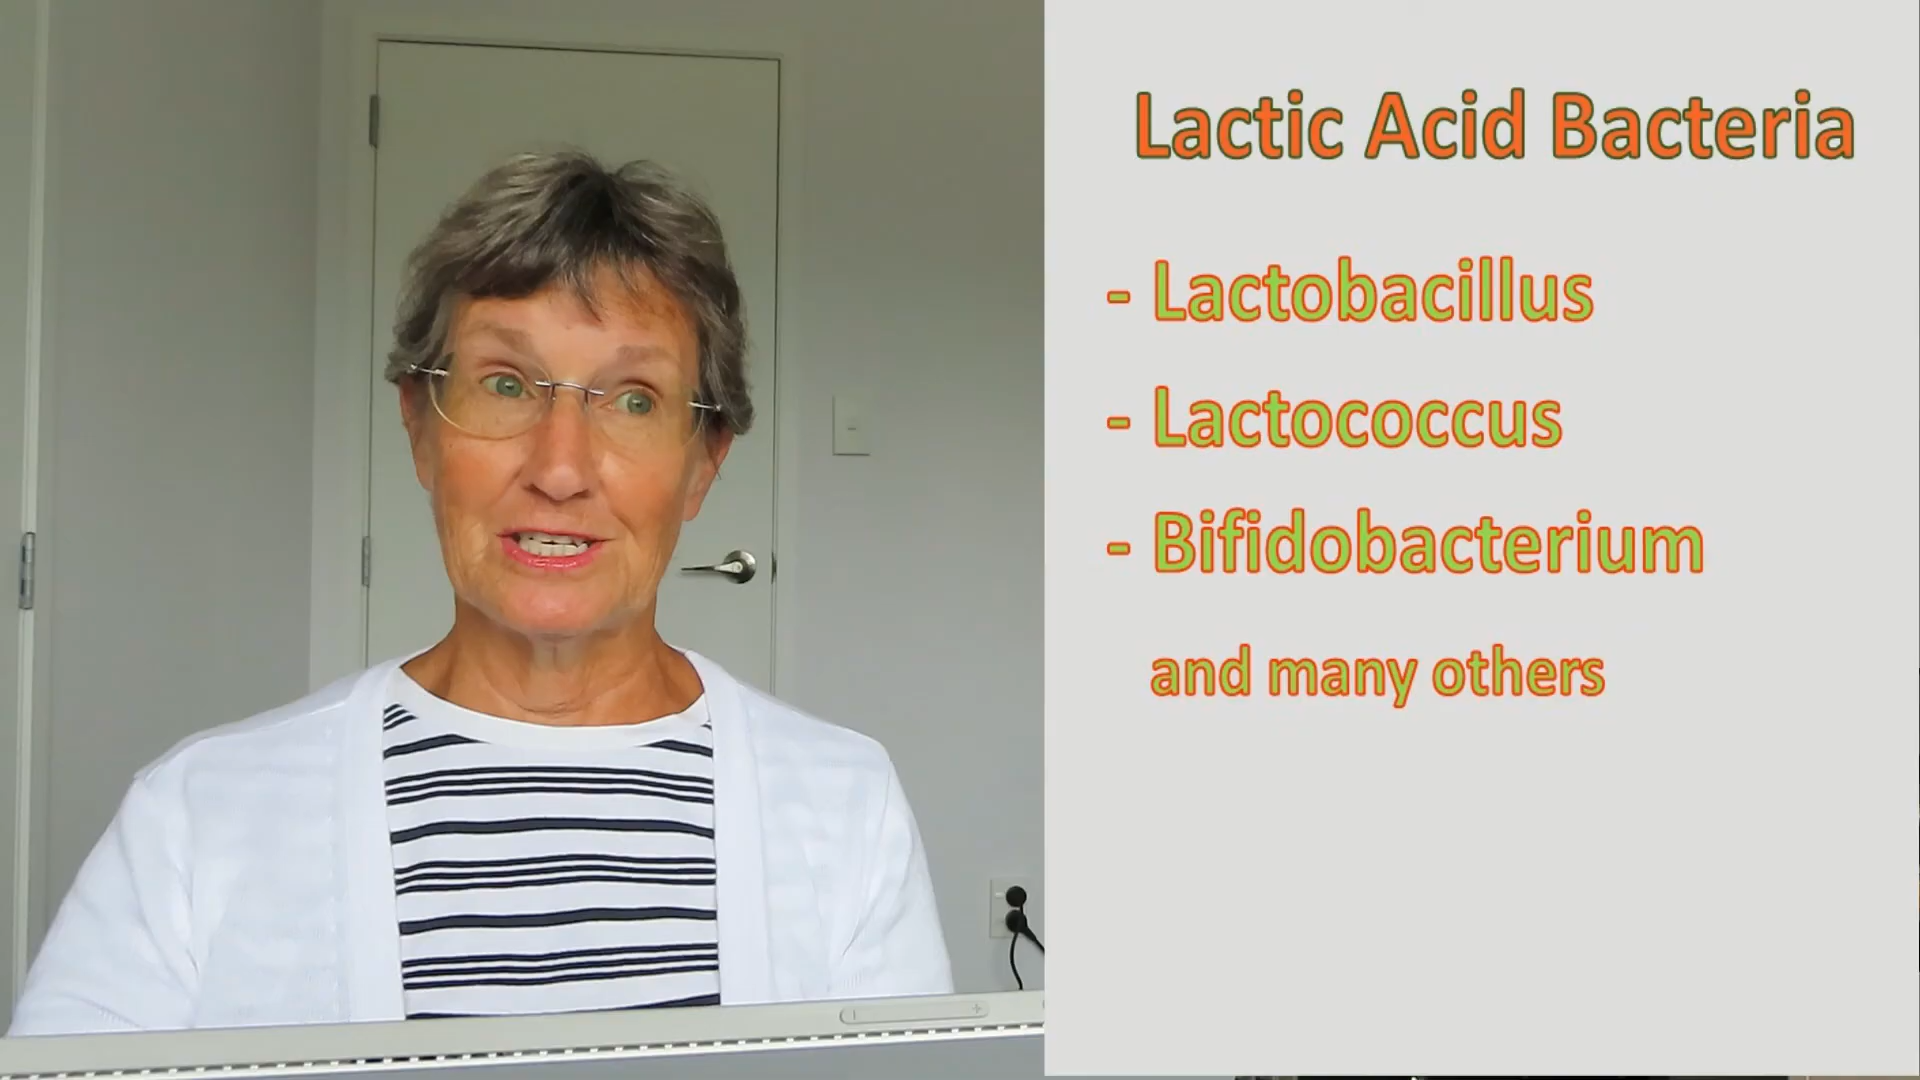 Lactic Acid Bacteria
- Lactobacillus
- Lactococcus
- Bifidobacterium
and many others